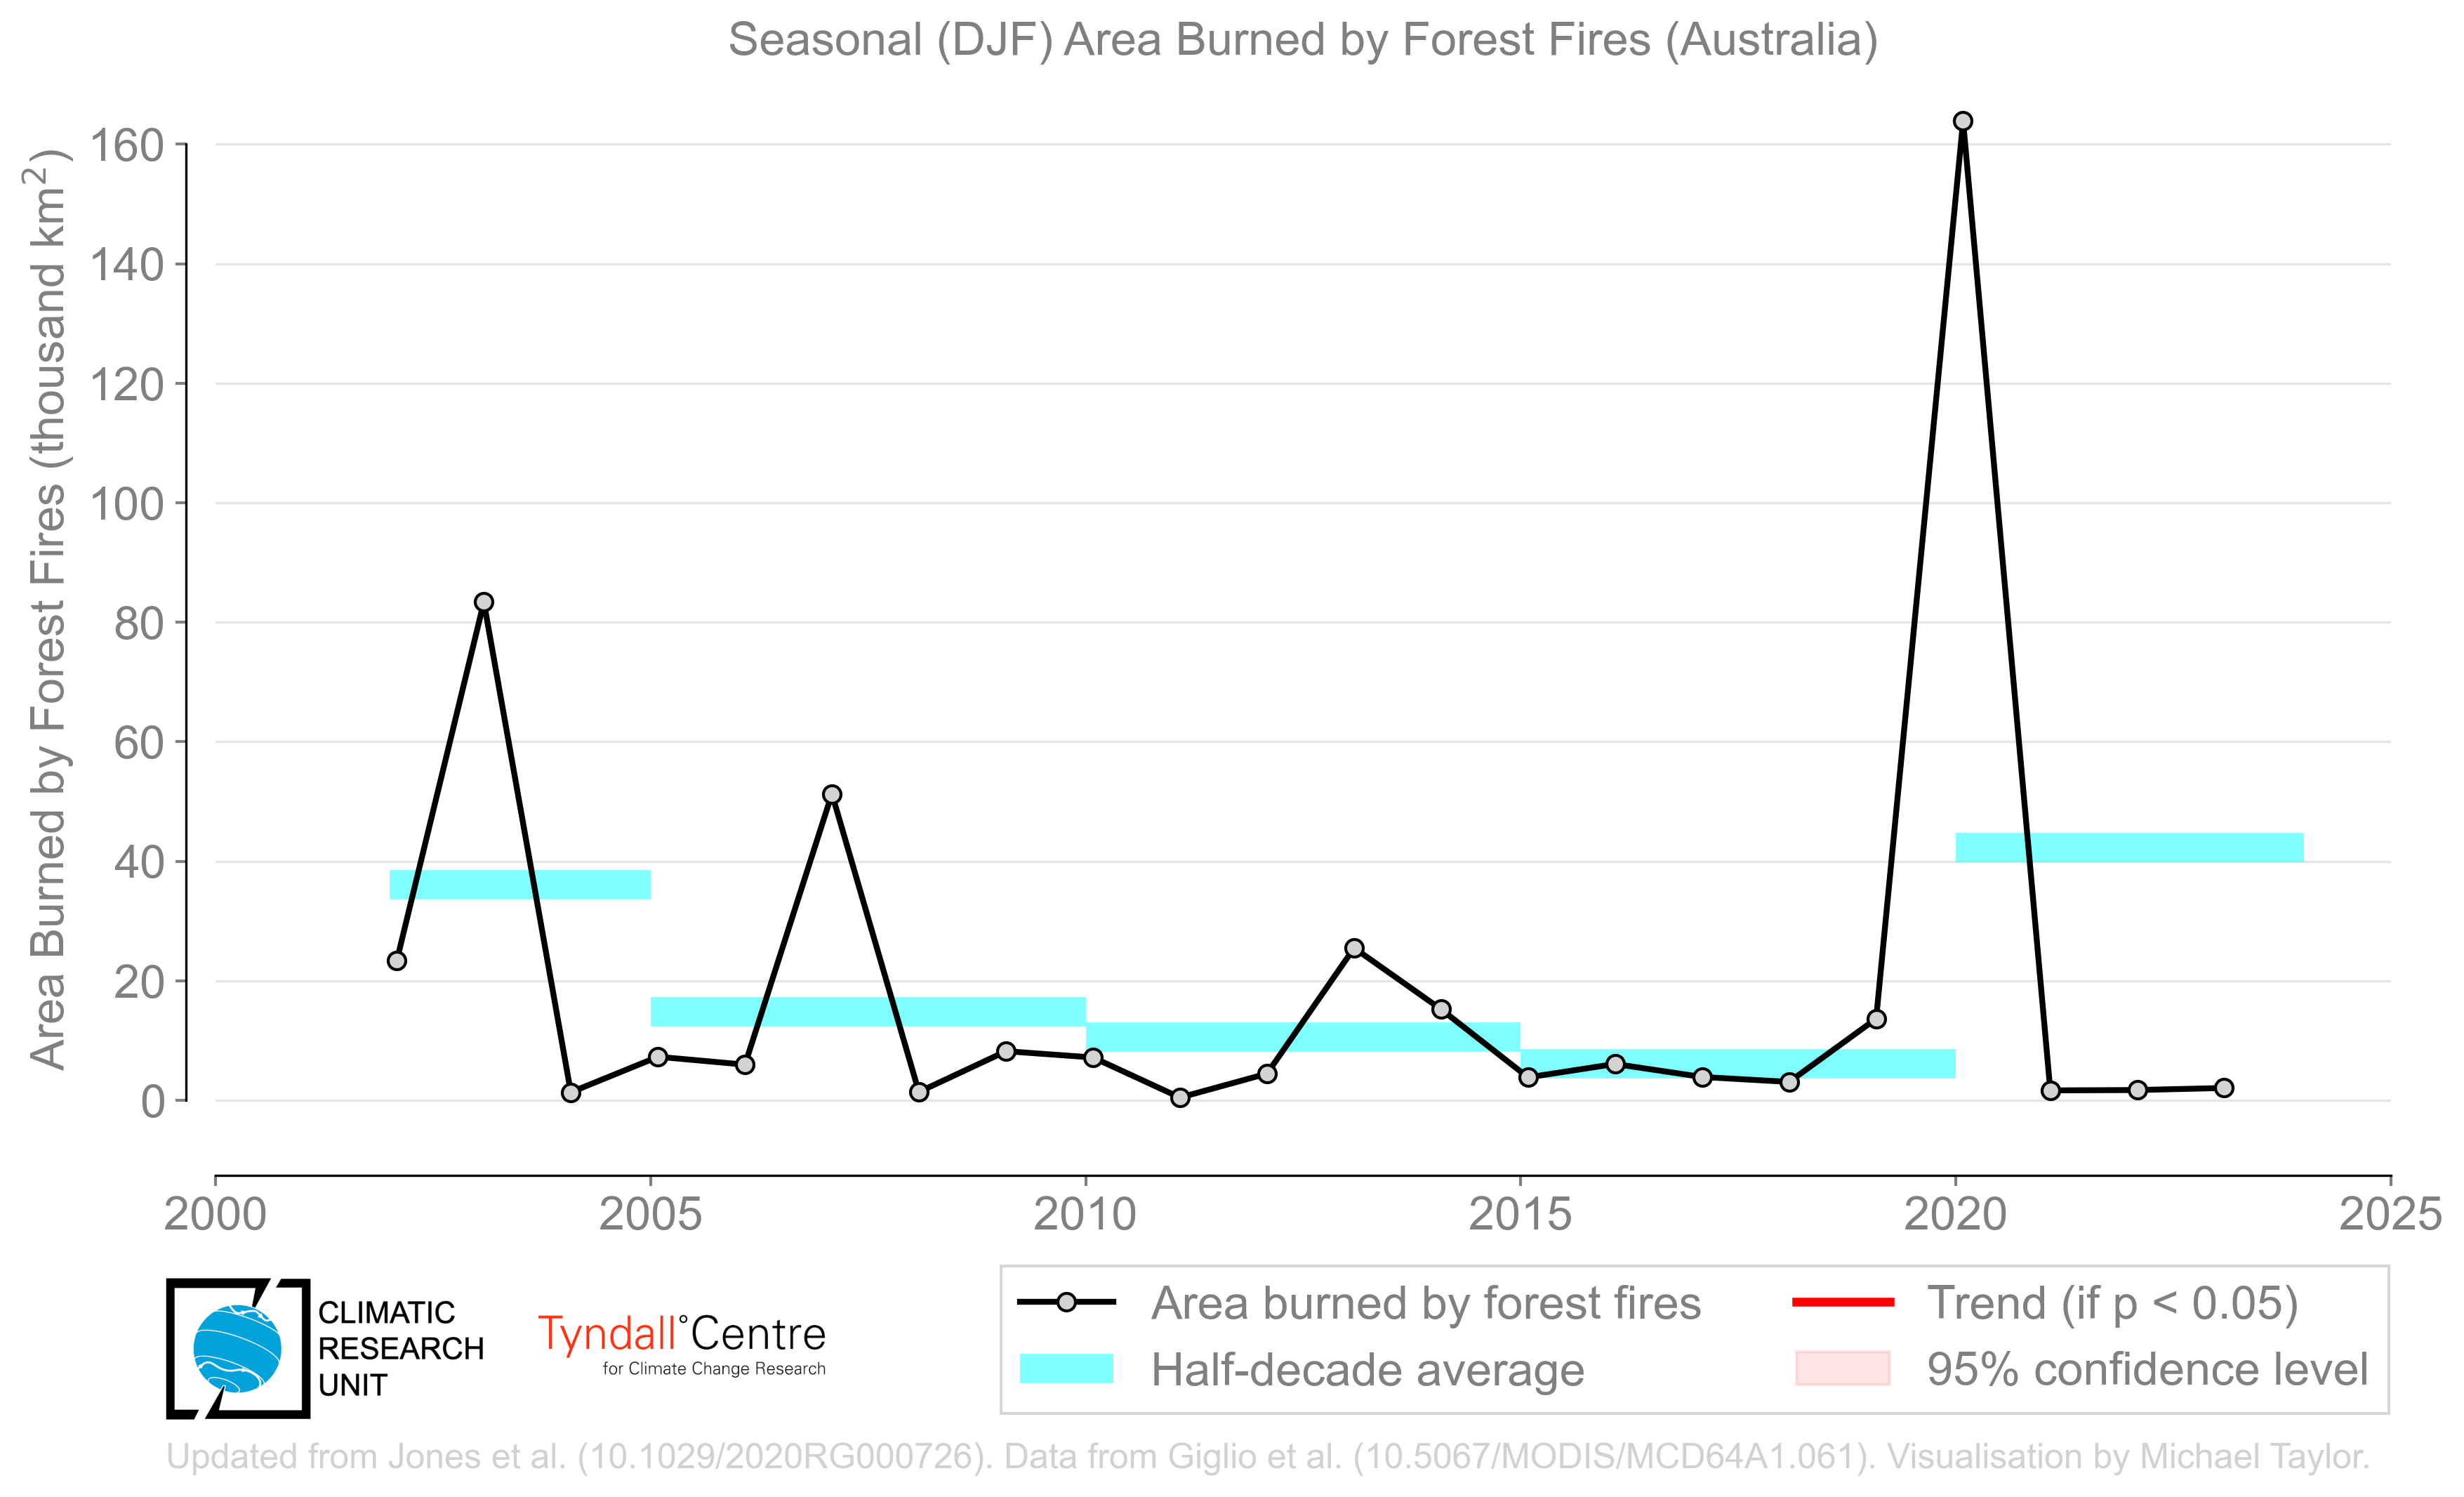 Seasonal (DJF) Area Burned by Forest Fires (Australia)
Area Burned by Forest Fires (thousand km²)
160
140
120
100
80
60
40
20
0
2000
2005
2010
2015
2020
2025
CLIMATIC
RESEARCH
UNIT
Tyndall°Centre
for Climate Change Research
Area burned by forest fires
Half-decade average
Trend (if p < 0.05)
95% confidence level
Updated from Jones et al. (10.1029/2020RG000726). Data from Giglio et al. (10.5067/MODIS/MCD64A1.061). Visualisation by Michael Taylor.